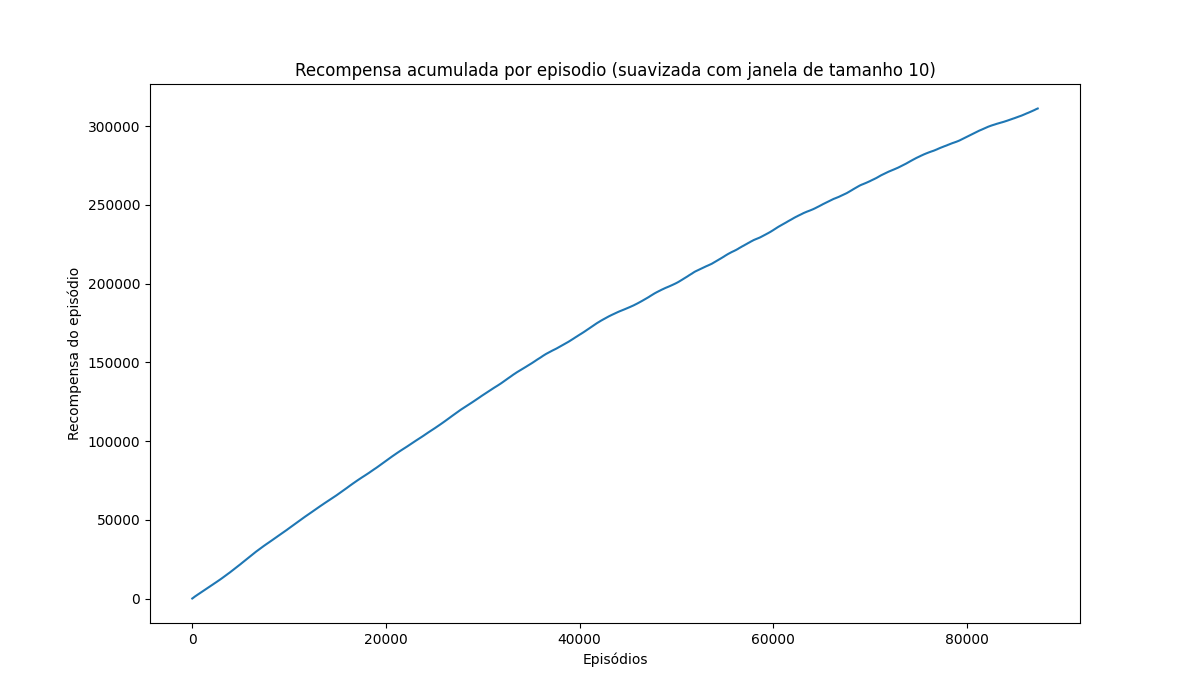 Recompensa acumulada por episodio (suavizada com janela de tamanho 10)
Recompensa do episódio
300000
250000
200000
150000
100000
50000
0
0 20000 40000 60000 80000
Episódios